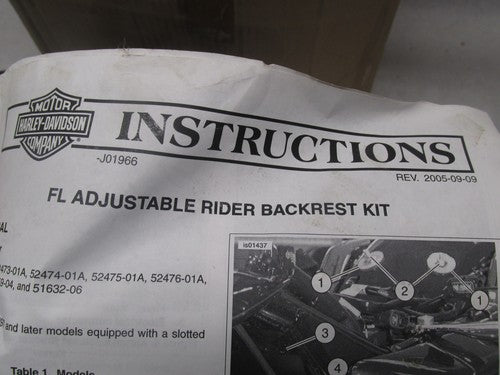 MOTOR
HARLEY-DAVIDSON
COMPANY
INSTRUCTIONS
-J01966
REV. 2005-09-09
FL ADJUSTABLE RIDER BACKREST KIT
AL
473-01A, 52474-01A, 52475-01A, 52476-01A,
9-04, and 51632-06
and later models equipped with a slotted
Table 1. Models
is01437
1
2
1
3
4